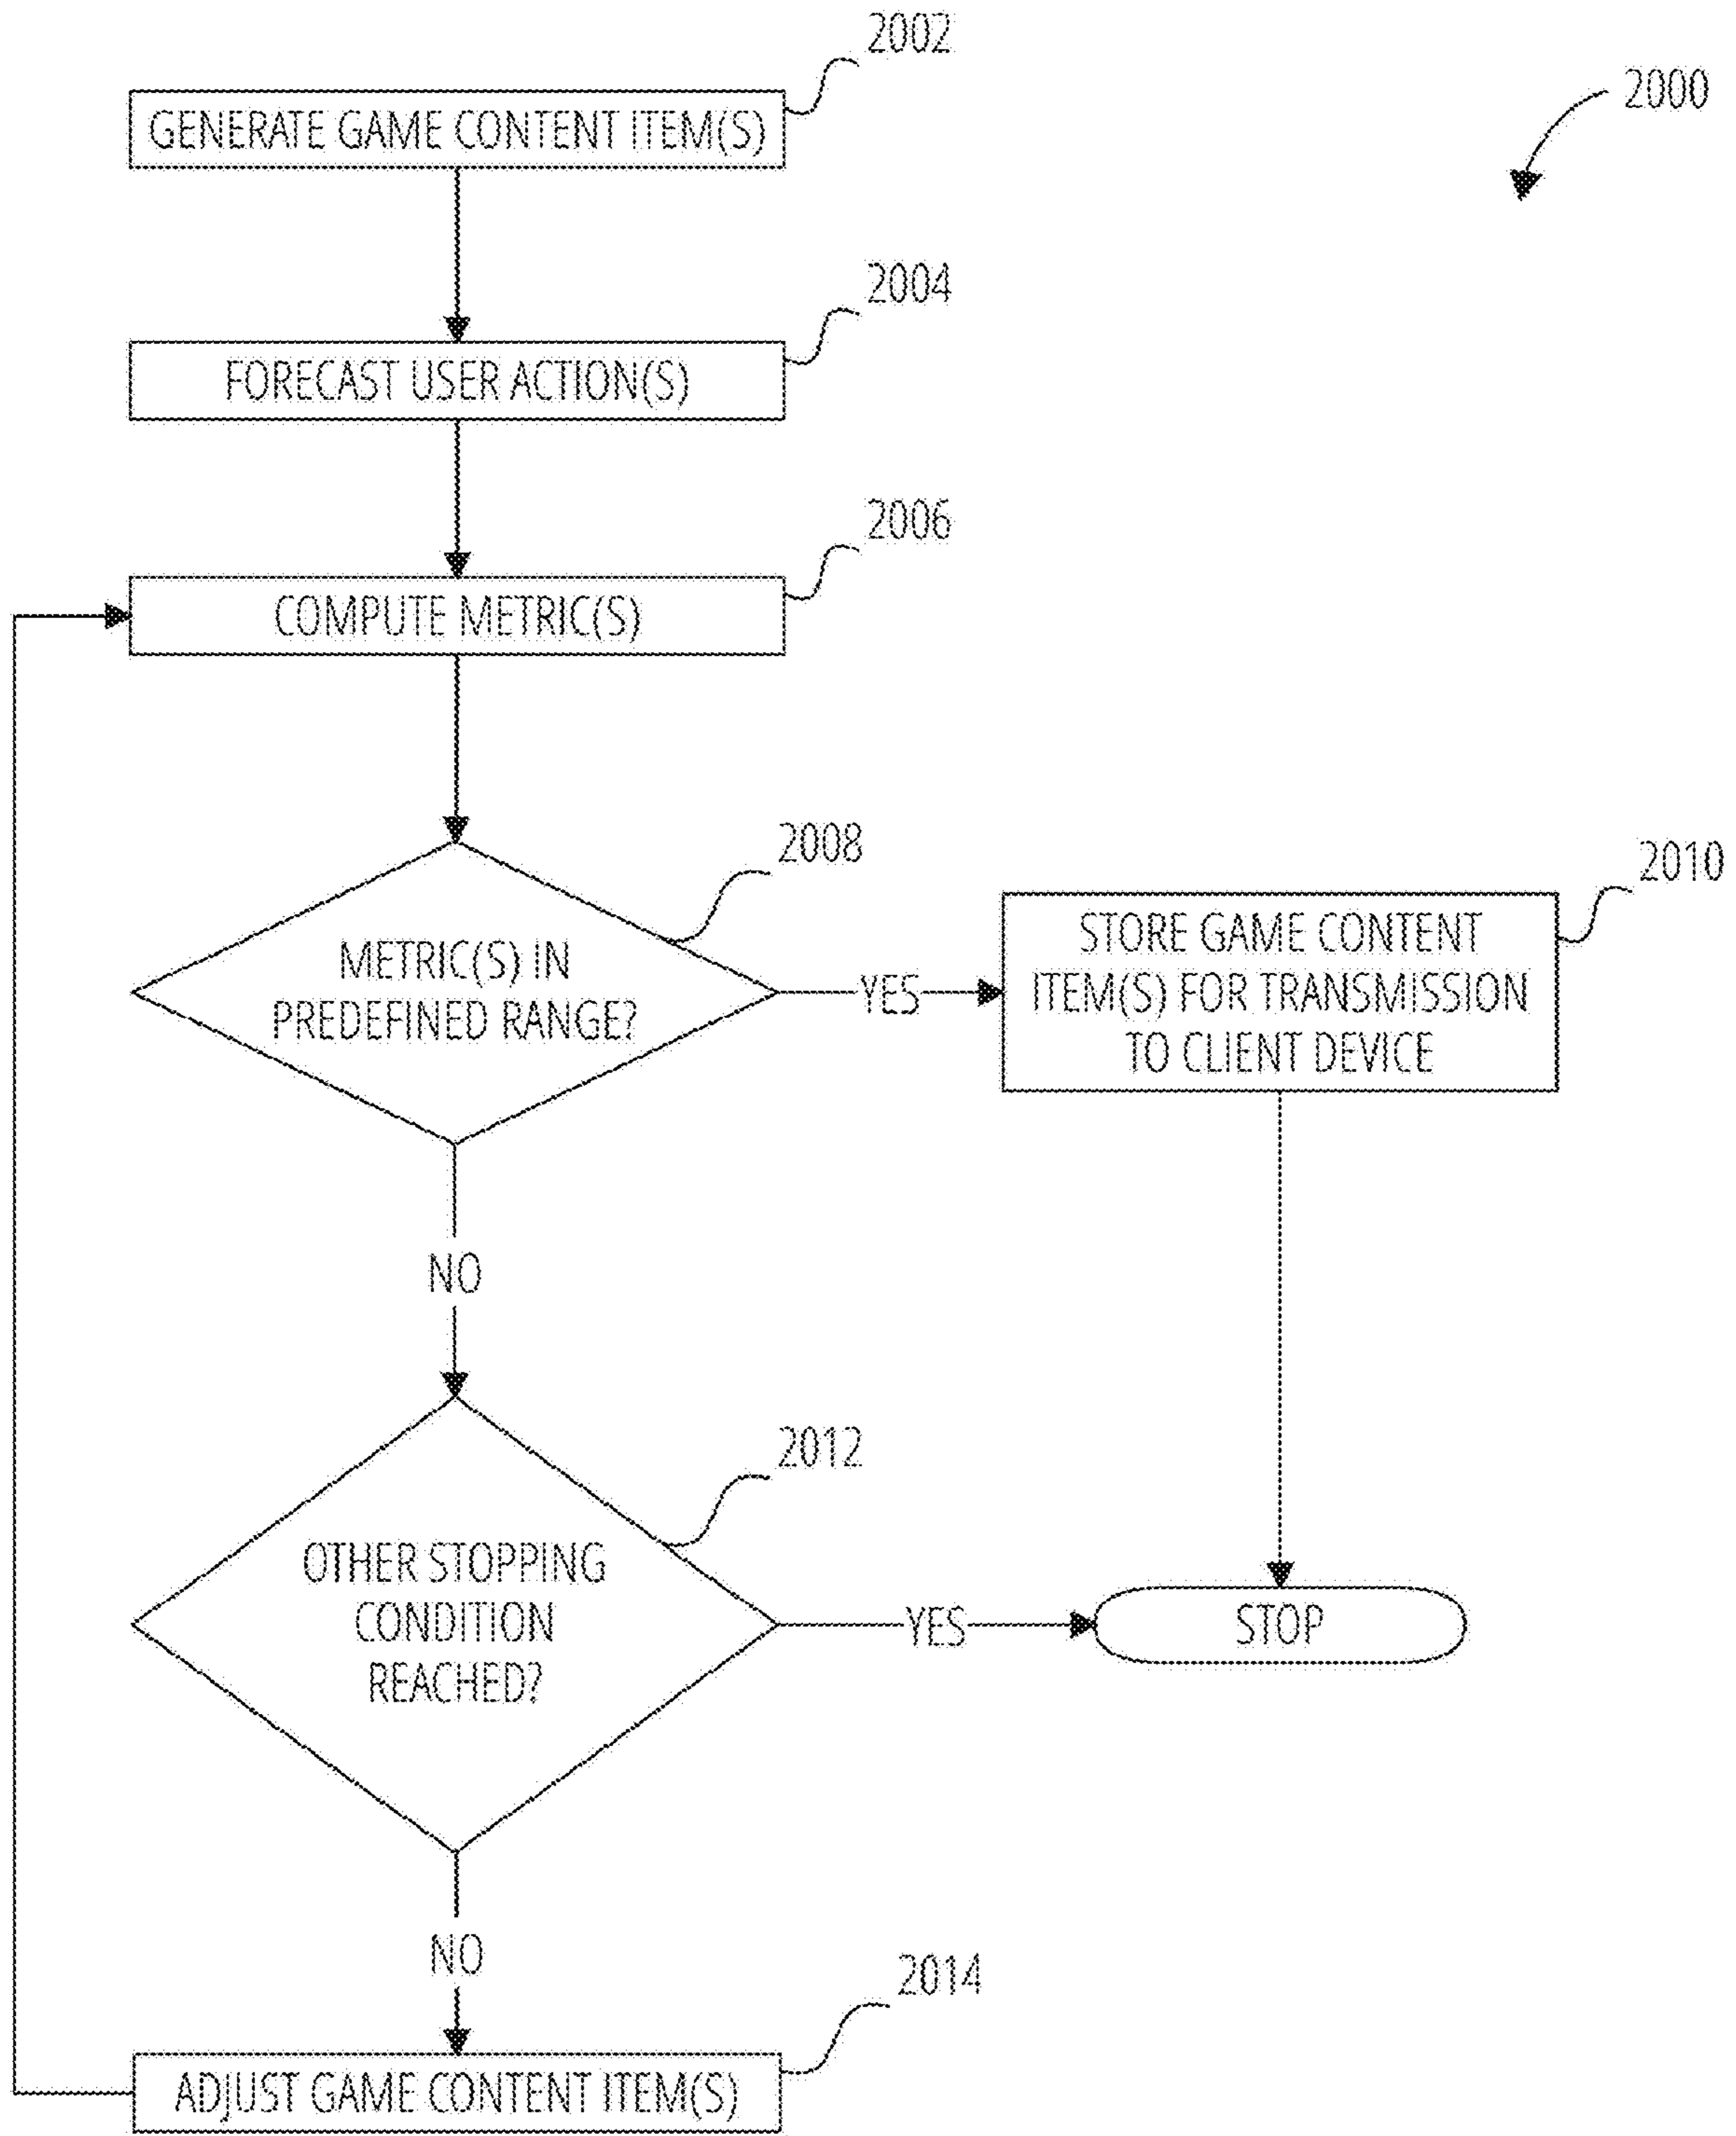 2002
2000
GENERATE GAME CONTENT ITEM(S)
2004
FORECAST USER ACTION(S)
2006
COMPUTE METRIC(S)
2008
METRIC(S) IN
PREDEFINED RANGE?
YES
2010
STORE GAME CONTENT
ITEM(S) FOR TRANSMISSION
TO CLIENT DEVICE
NO
2012
OTHER STOPPING
CONDITION
REACHED?
YES
STOP
NO
2014
ADJUST GAME CONTENT ITEM(S)